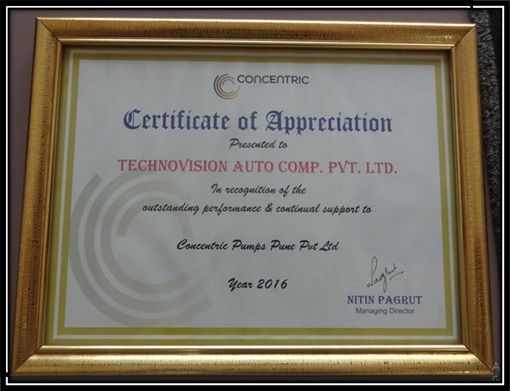 CONCENTRIC
Certificate of Appreciation
Presented to
TECHNOVISION AUTO COMP. PVT. LTD.
In recognition of the
outstanding performance & continual support to
Concentric Pumps Pune Pvt Ltd
Year 2016
Pagrut
NITIN PAGRUT
Managing Director